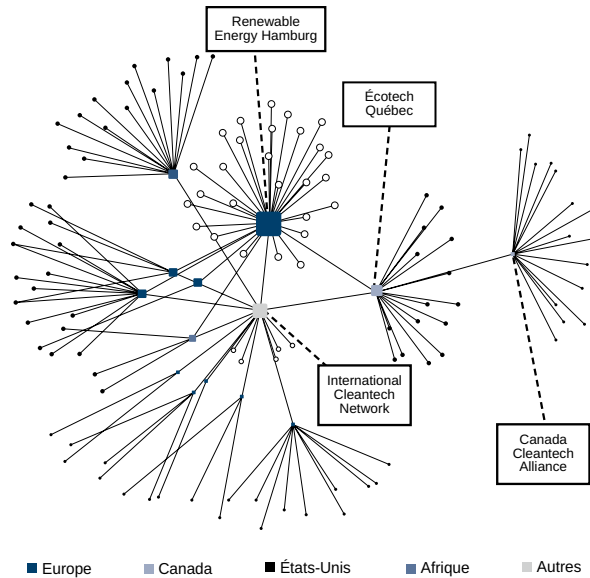 Renewable
Energy Hamburg
Écotech
Québec
International
Cleantech
Network
Canada
Cleantech
Alliance
Europe
Canada
États-Unis
Afrique
Autres